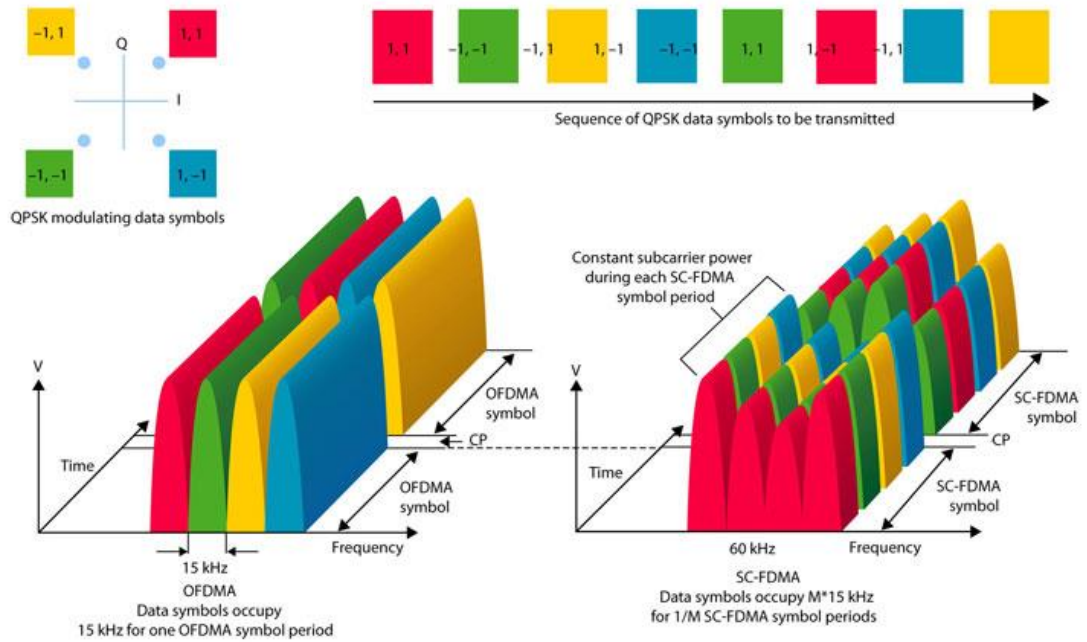 –1, 1
1, 1
Q
I
–1, –1
1, –1
QPSK modulating data symbols
1, 1
–1, –1
–1, 1
1, –1
–1, –1
1, 1
1, –1
–1, 1
Sequence of QPSK data symbols to be transmitted
Constant subcarrier power
during each SC-FDMA
symbol period
V
Time
OFDMA
symbol
CP
OFDMA
symbol
Frequency
15 kHz
OFDMA
Data symbols occupy
15 kHz for one OFDMA symbol period
V
Time
SC-FDMA
symbol
CP
SC-FDMA
symbol
60 kHz
Frequency
SC-FDMA
Data symbols occupy M*15 kHz
for 1/M SC-FDMA symbol periods